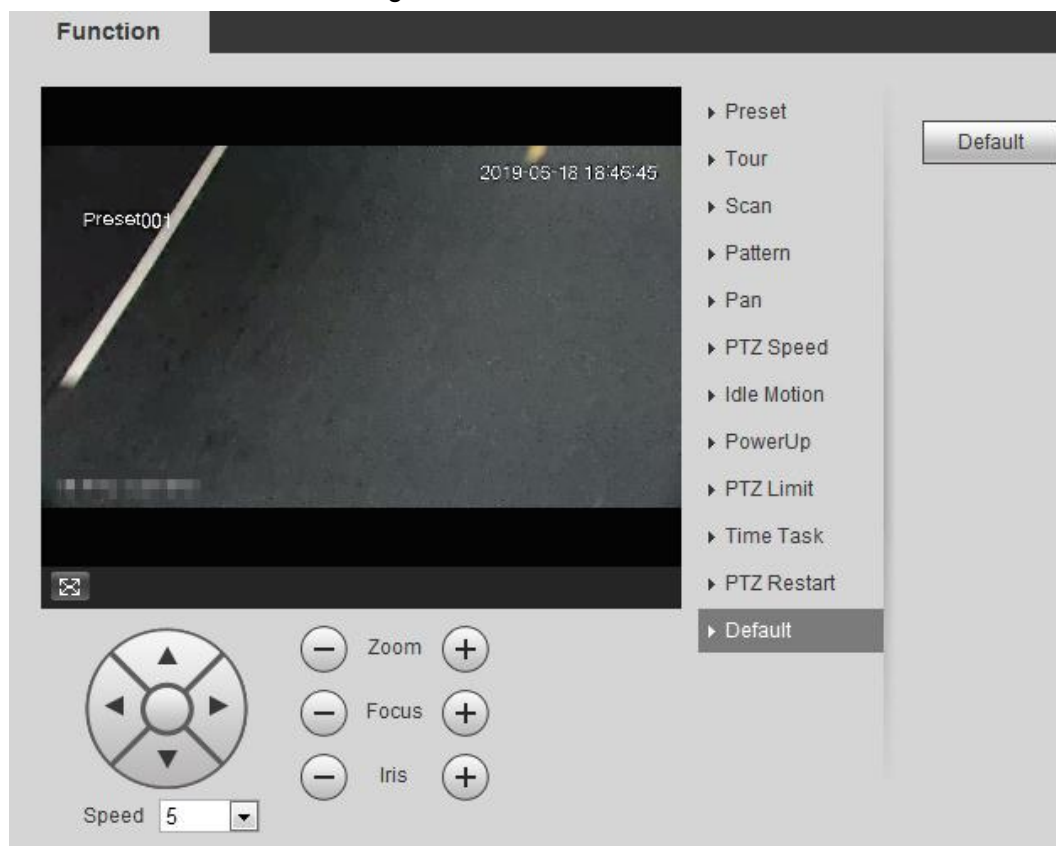 Function
2019-05-18 18:46:45
Preset001
Preset
Tour
Scan
Pattern
Pan
PTZ Speed
Idle Motion
PowerUp
PTZ Limit
Time Task
PTZ Restart
Default
Default
Zoom
Focus
Iris
Speed 5